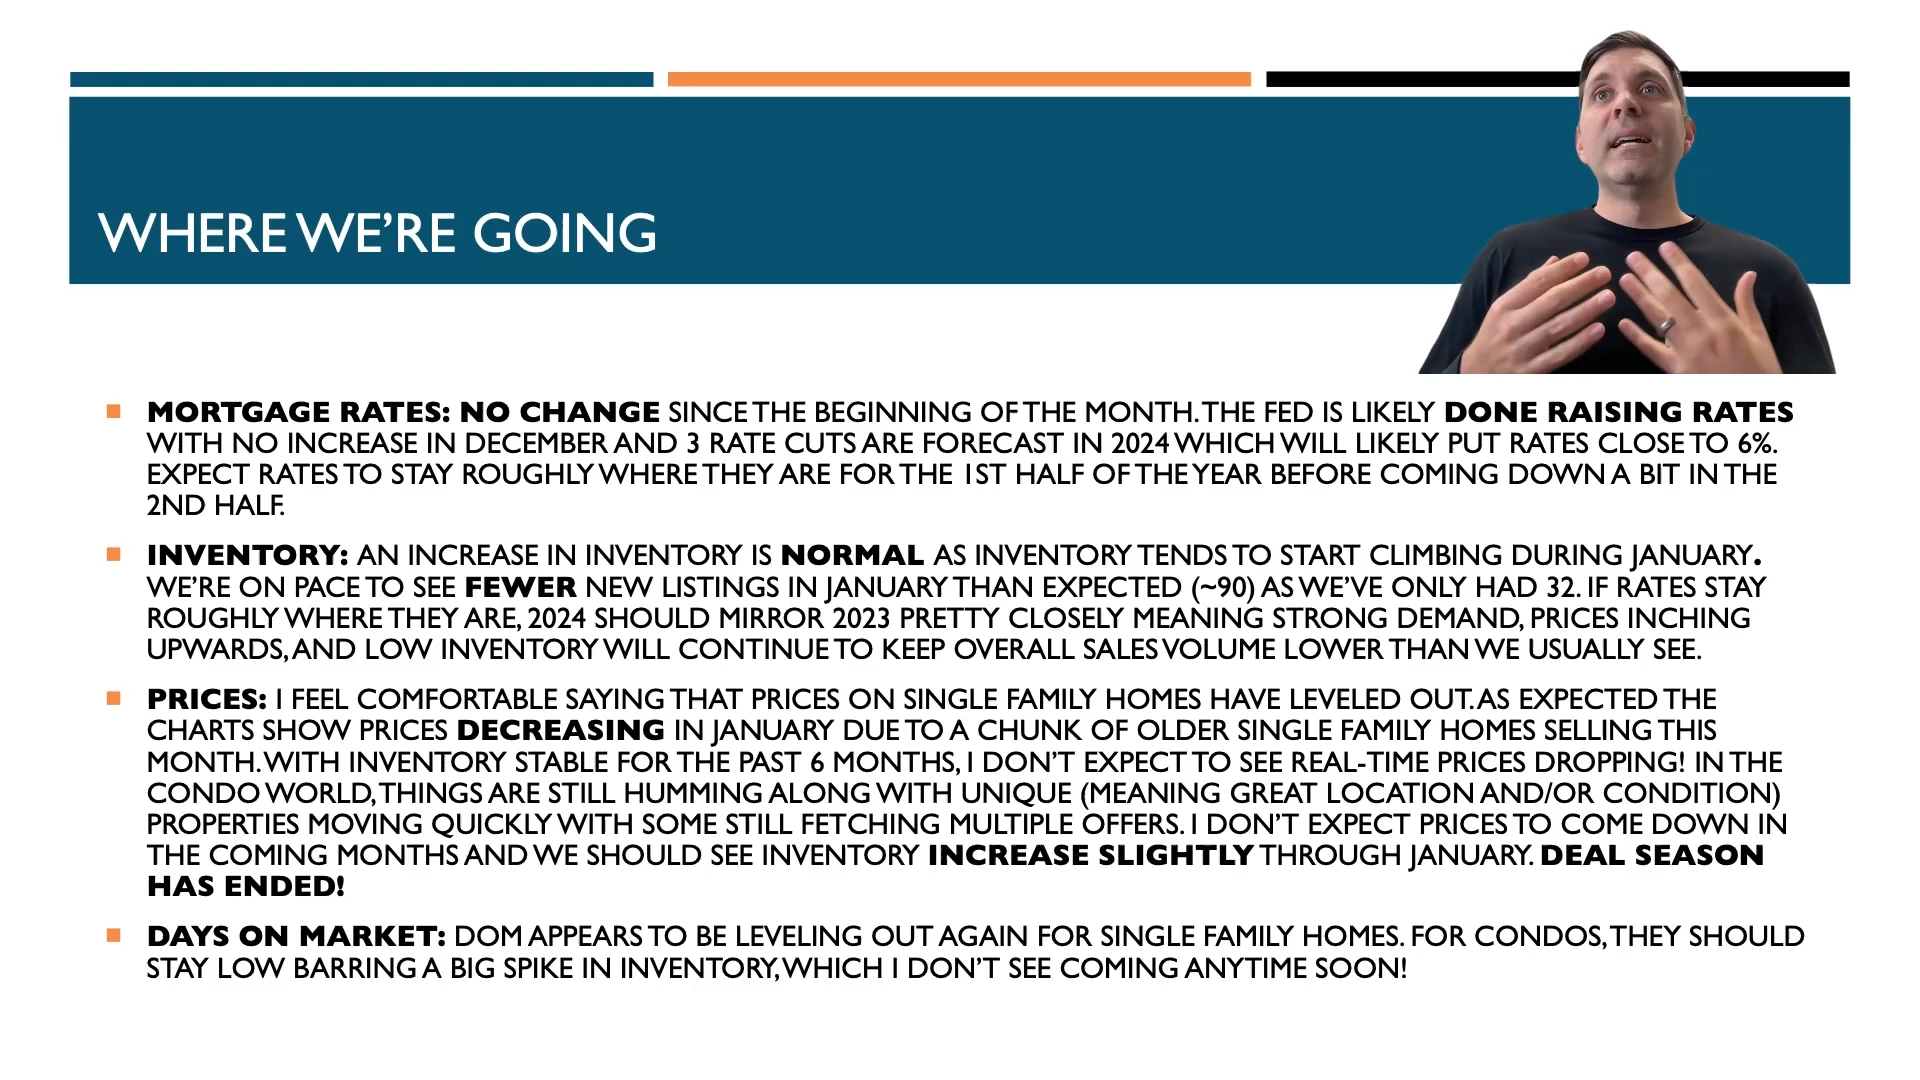 WHERE WE’RE GOING
MORTGAGE RATES: NO CHANGE SINCE THE BEGINNING OF THE MONTH. THE FED IS LIKELY DONE RAISING RATES
WITH NO INCREASE IN DECEMBER AND 3 RATE CUTS ARE FORECAST IN 2024 WHICH WILL LIKELY PUT RATES CLOSE TO 6%.
EXPECT RATES TO STAY ROUGHLY WHERE THEY ARE FOR THE 1ST HALF OF THE YEAR BEFORE COMING DOWN A BIT IN THE
2ND HALF.
INVENTORY: AN INCREASE IN INVENTORY IS NORMAL AS INVENTORY TENDS TO START CLIMBING DURING JANUARY.
WE’RE ON PACE TO SEE FEWER NEW LISTINGS IN JANUARY THAN EXPECTED (~90) AS WE’VE ONLY HAD 32. IF RATES STAY
ROUGHLY WHERE THEY ARE, 2024 SHOULD MIRROR 2023 PRETTY CLOSELY MEANING STRONG DEMAND, PRICES INCHING
UPWARDS, AND LOW INVENTORY WILL CONTINUE TO KEEP OVERALL SALES VOLUME LOWER THAN WE USUALLY SEE.
PRICES: I FEEL COMFORTABLE SAYING THAT PRICES ON SINGLE FAMILY HOMES HAVE LEVELED OUT. AS EXPECTED THE
CHARTS SHOW PRICES DECREASING IN JANUARY DUE TO A CHUNK OF OLDER SINGLE FAMILY HOMES SELLING THIS
MONTH. WITH INVENTORY STABLE FOR THE PAST 6 MONTHS, I DON’T EXPECT TO SEE REAL-TIME PRICES DROPPING! IN THE
CONDO WORLD, THINGS ARE STILL HUMMING ALONG WITH UNIQUE (MEANING GREAT LOCATION AND/OR CONDITION)
PROPERTIES MOVING QUICKLY WITH SOME STILL FETCHING MULTIPLE OFFERS. I DON’T EXPECT PRICES TO COME DOWN IN
THE COMING MONTHS AND WE SHOULD SEE INVENTORY INCREASE SLIGHTLY THROUGH JANUARY. DEAL SEASON
HAS ENDED!
DAYS ON MARKET: DOM APPEARS TO BE LEVELING OUT AGAIN FOR SINGLE FAMILY HOMES. FOR CONDOS, THEY SHOULD
STAY LOW BARRING A BIG SPIKE IN INVENTORY, WHICH I DON’T SEE COMING ANYTIME SOON!